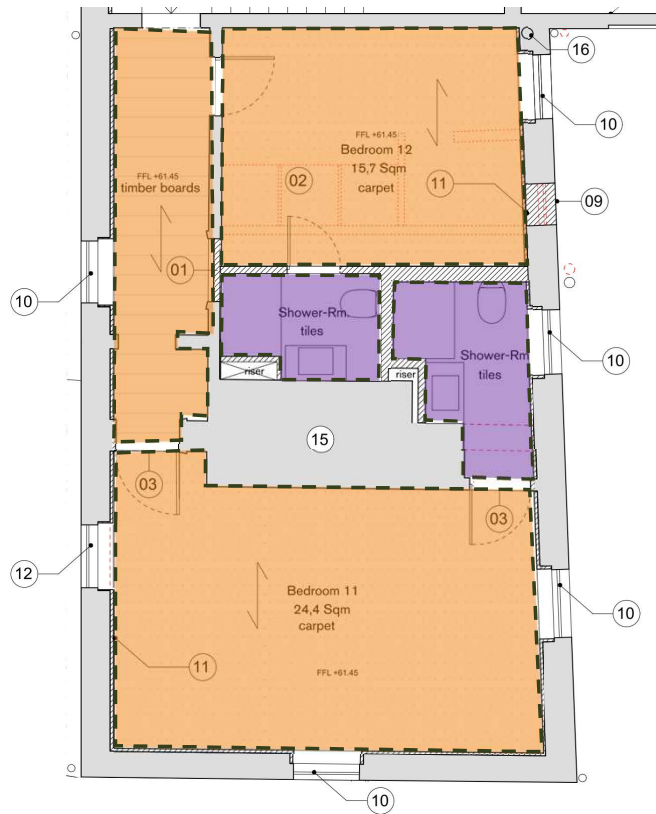 16
10
FFL +61.45
Bedroom 12
15,7 Sqm
carpet
02
11
09
FFL +61.45
timber boards
01
10
Shower-Rm.
tiles
Shower-Rm
tiles
10
riser
riser
15
03
03
12
Bedroom 11
24,4 Sqm
carpet
10
11
FFL +61.45
10